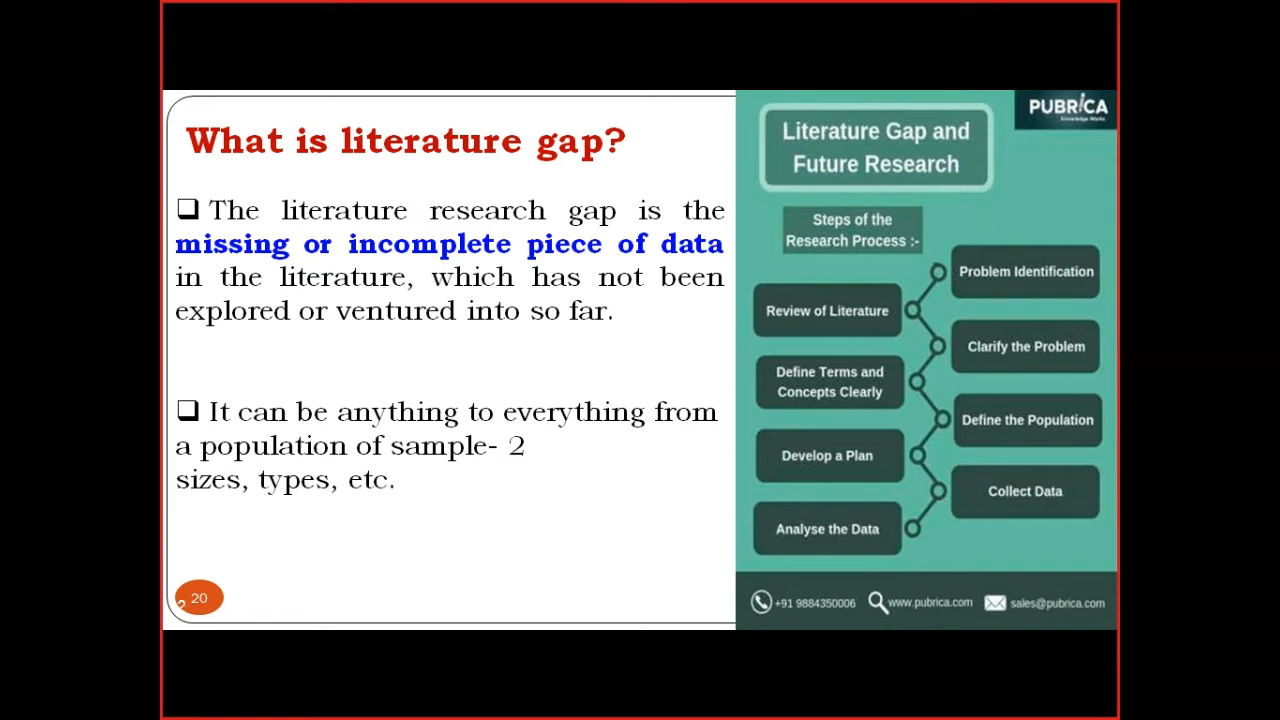 What is literature gap?
❑ The literature research gap is the
missing or incomplete piece of data
in the literature, which has not been
explored or ventured into so far.
❑ It can be anything to everything from
a population of sample- 2
sizes, types, etc.
2 20
PUBRICA
Knowledge Works
Literature Gap and
Future Research
Steps of the
Research Process :-
Problem Identification
Review of Literature
Clarify the Problem
Define Terms and
Concepts Clearly
Define the Population
Develop a Plan
Collect Data
Analyse the Data
+91 9884350006 www.pubrica.com sales@pubrica.com